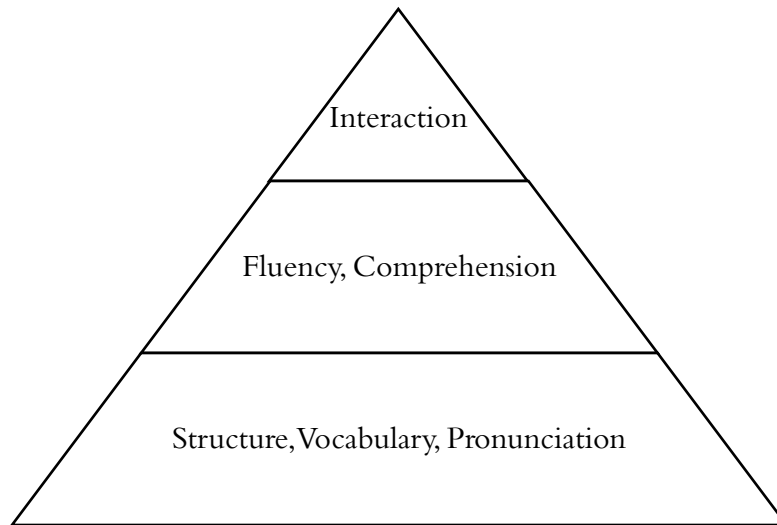 Interaction
Fluency, Comprehension
Structure, Vocabulary, Pronunciation